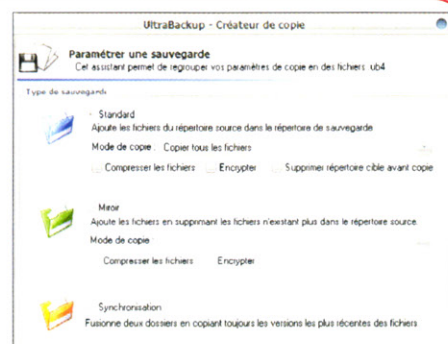 UltraBackup - Créateur de copie
Paramétrer une sauvegarde
Cet assistant permet de regrouper vos paramètres de copie en des fichiers .ub4
Type de sauvegarde
Standard
Ajoute les fichiers du répertoire source dans le répertoire de sauvegarde
Mode de copie : Copier tous les fichiers
Compresser les fichiers Encrypter Supprimer répertoire cible avant copie
Miroir
Ajoute les fichiers en supprimant les fichiers n'existant plus dans le répertoire source.
Mode de copie
Compresser les fichiers Encrypter
Synchronisation
Fusionne deux dossiers en copiant toujours les versions les plus récentes des fichiers